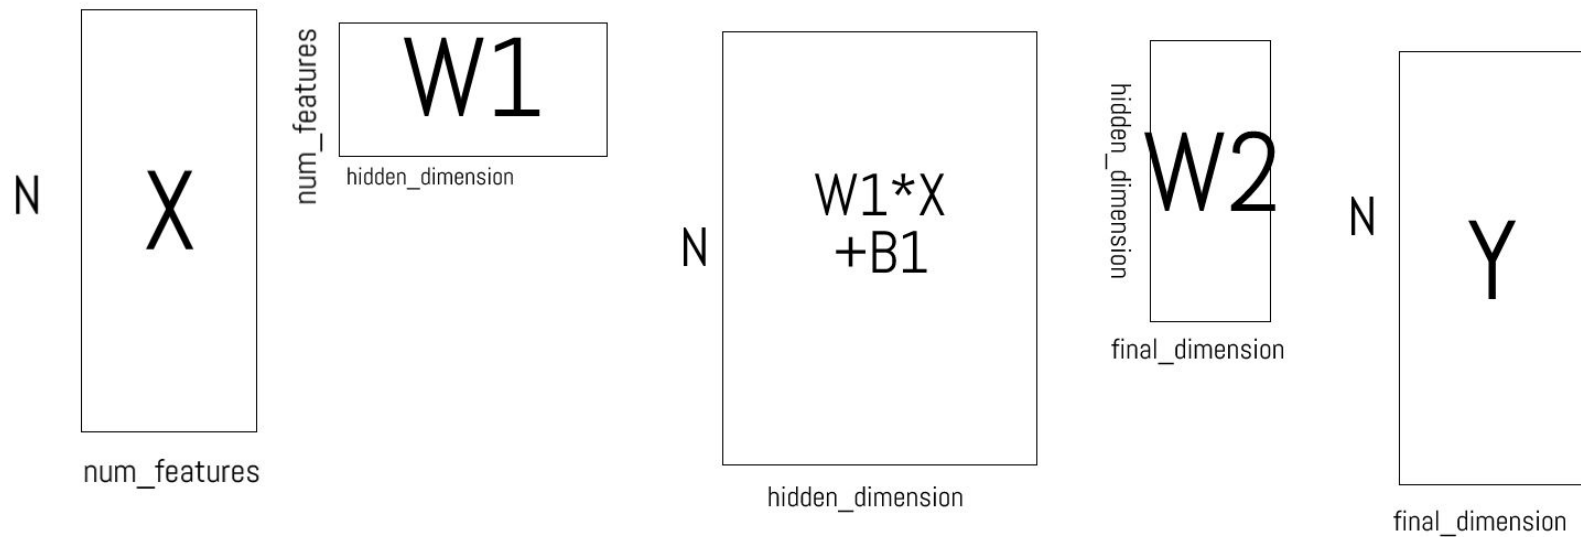 N
X
num_features
num_features
W1
hidden_dimension
N
W1*X
+B1
hidden_dimension
hidden_dimension
W2
final_dimension
N
Y
final_dimension